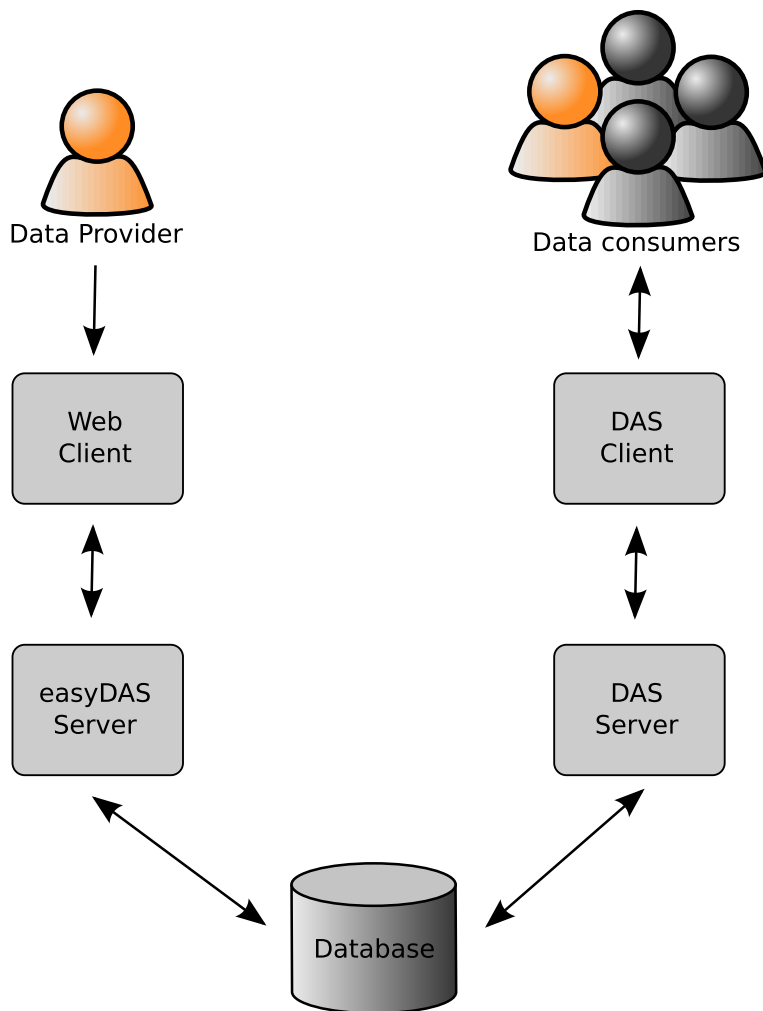 Data Provider
Data consumers
Web
Client
DAS
Client
easyDAS
Server
DAS
Server
Database